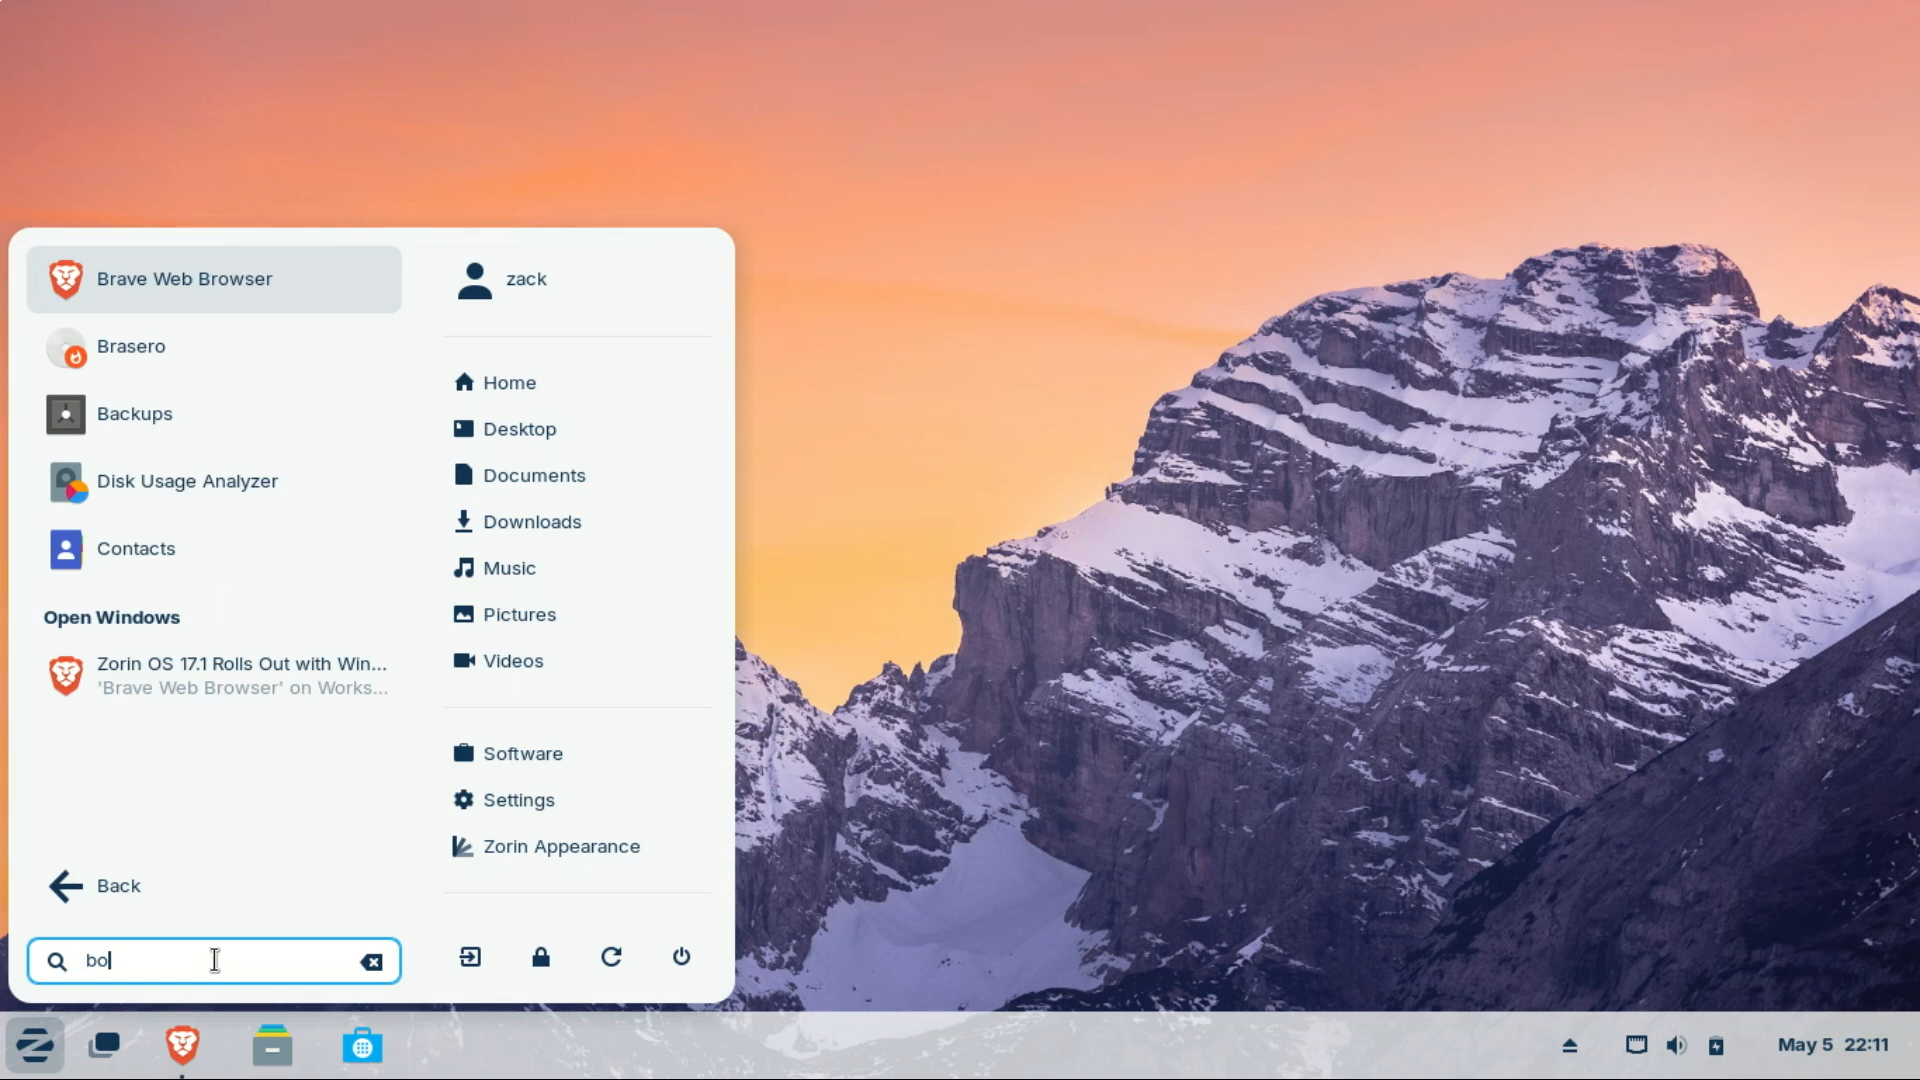 Brave Web Browser
Brasero
Backups
Disk Usage Analyzer
Contacts
Open Windows
Zorin OS 17.1 Rolls Out with Win...
'Brave Web Browser' on Works...
Back
bo
zack
Home
Desktop
Documents
Downloads
Music
Pictures
Videos
Software
Settings
Zorin Appearance
May 5 22:11